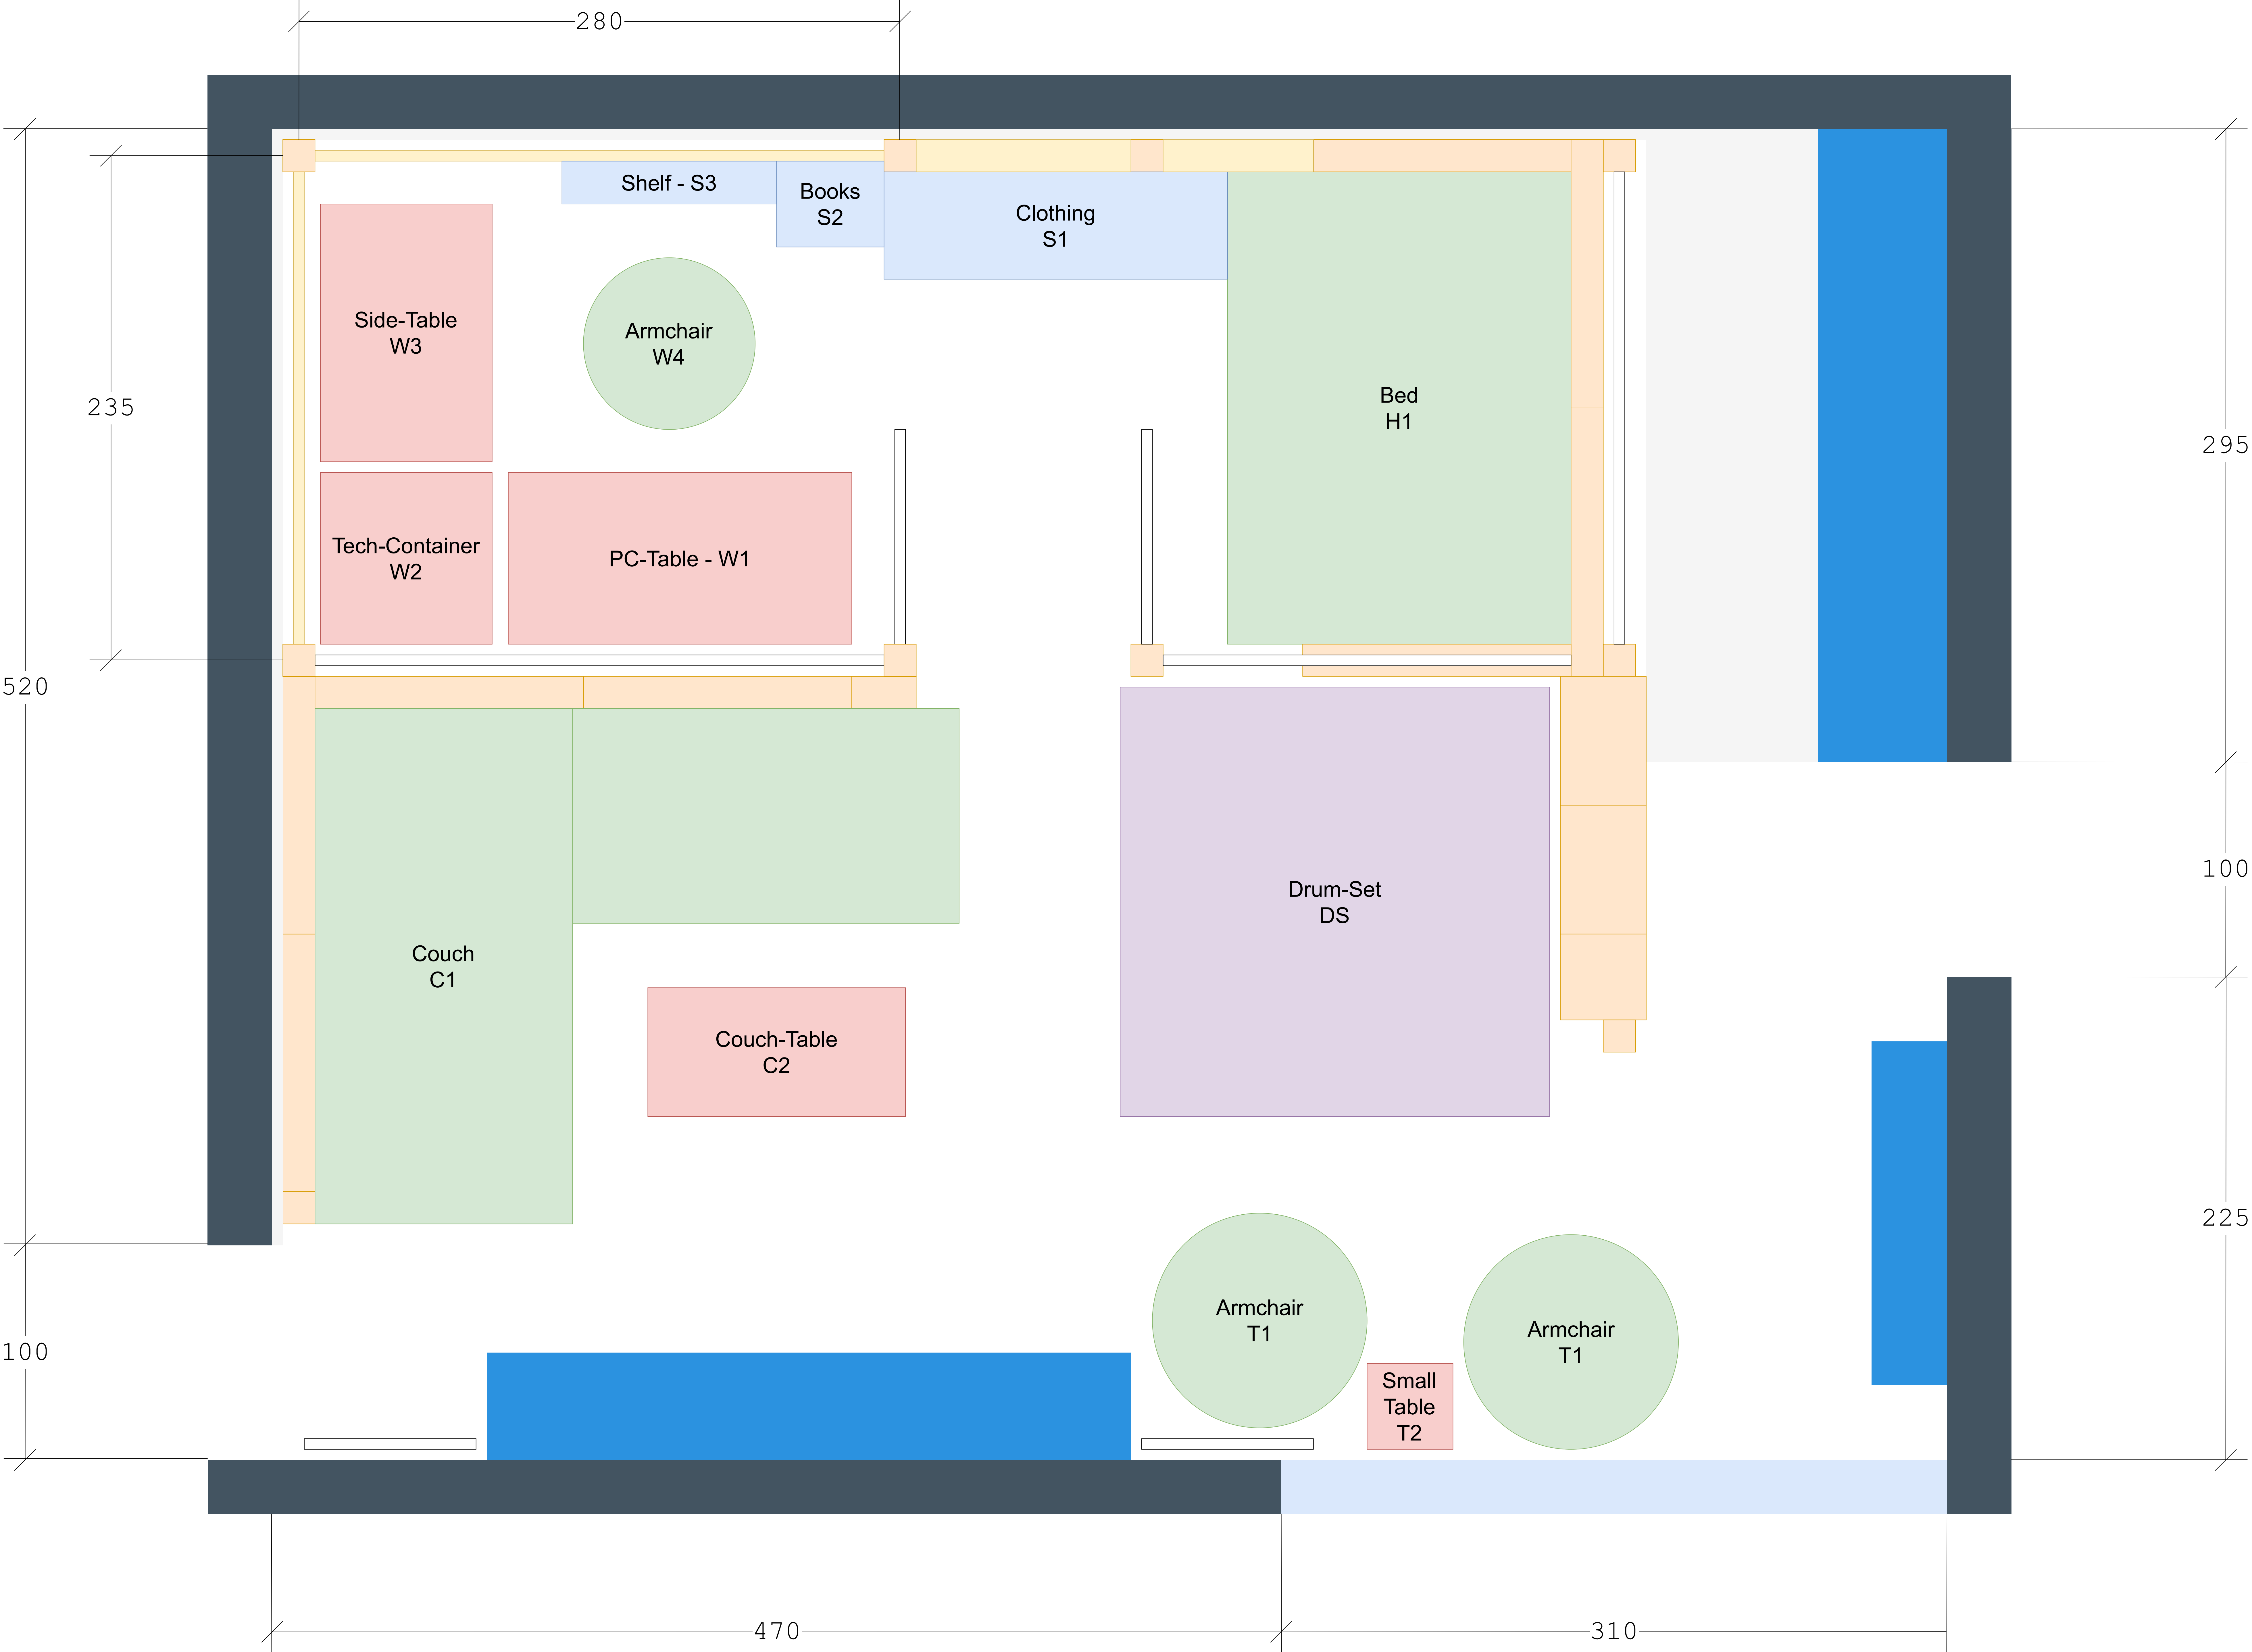 280
Shelf - S3
Books
S2
Clothing
S1
Side-Table
W3
Armchair
W4
Bed
H1
235
295
Tech-Container
W2
PC-Table - W1
520
Couch
C1
Drum-Set
DS
100
Couch-Table
C2
225
Armchair
T1
Armchair
T1
100
Small
Table
T2
470
310